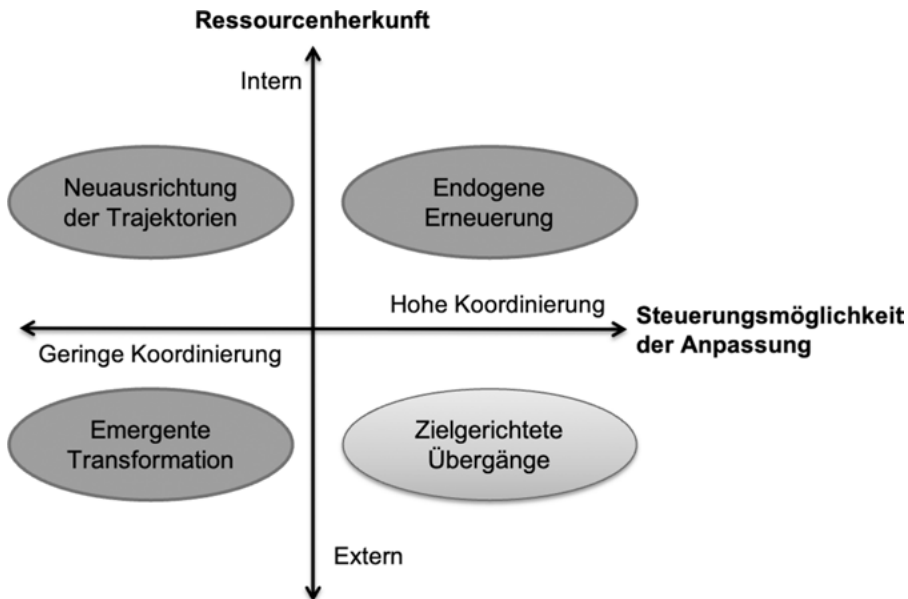 Ressourcenherkunft
Intern
Neuausrichtung
der Trajektorien
Endogene
Erneuerung
Hohe Koordinierung
Steuerungsmöglichkeit
der Anpassung
Geringe Koordinierung
Emergente
Transformation
Zielgerichtete
Übergänge
Extern